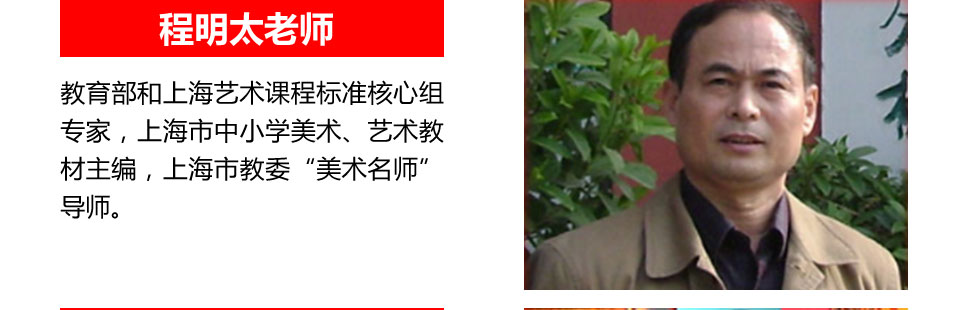 程明太老师
教育部和上海艺术课程标准核心组
专家，上海市中小学美术、艺术教
材主编，上海市教委“美术名师”
导师。